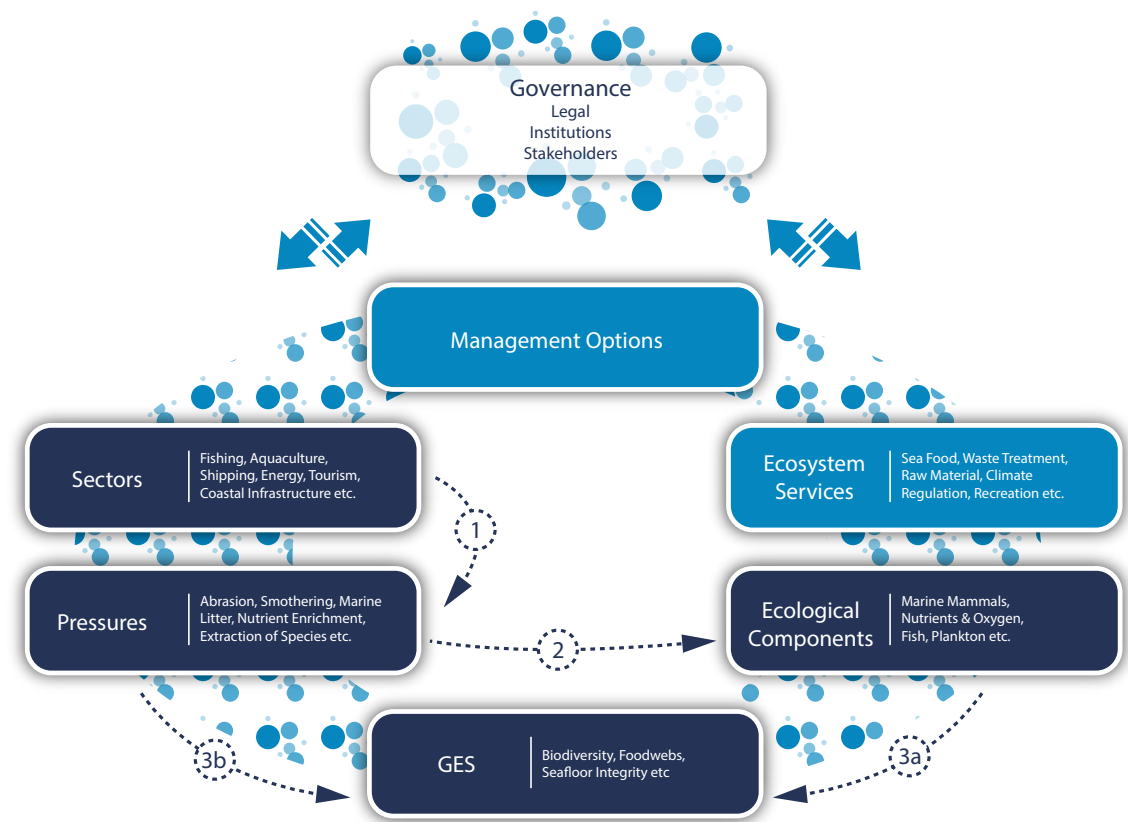 Governance
Legal
Institutions
Stakeholders
Management Options
Sectors
Fishing, Aquaculture,
Shipping, Energy, Tourism,
Coastal Infrastructure etc.
Ecosystem
Services
Sea Food, Waste Treatment,
Raw Material, Climate
Regulation, Recreation etc.
1
Pressures
Abrasion, Smothering, Marine
Litter, Nutrient Enrichment,
Extraction of Species etc.
2
Ecological
Components
Marine Mammals,
Nutrients & Oxygen,
Fish, Plankton etc.
3b
GES
Biodiversity, Foodwebs,
Seafloor Integrity etc
3a